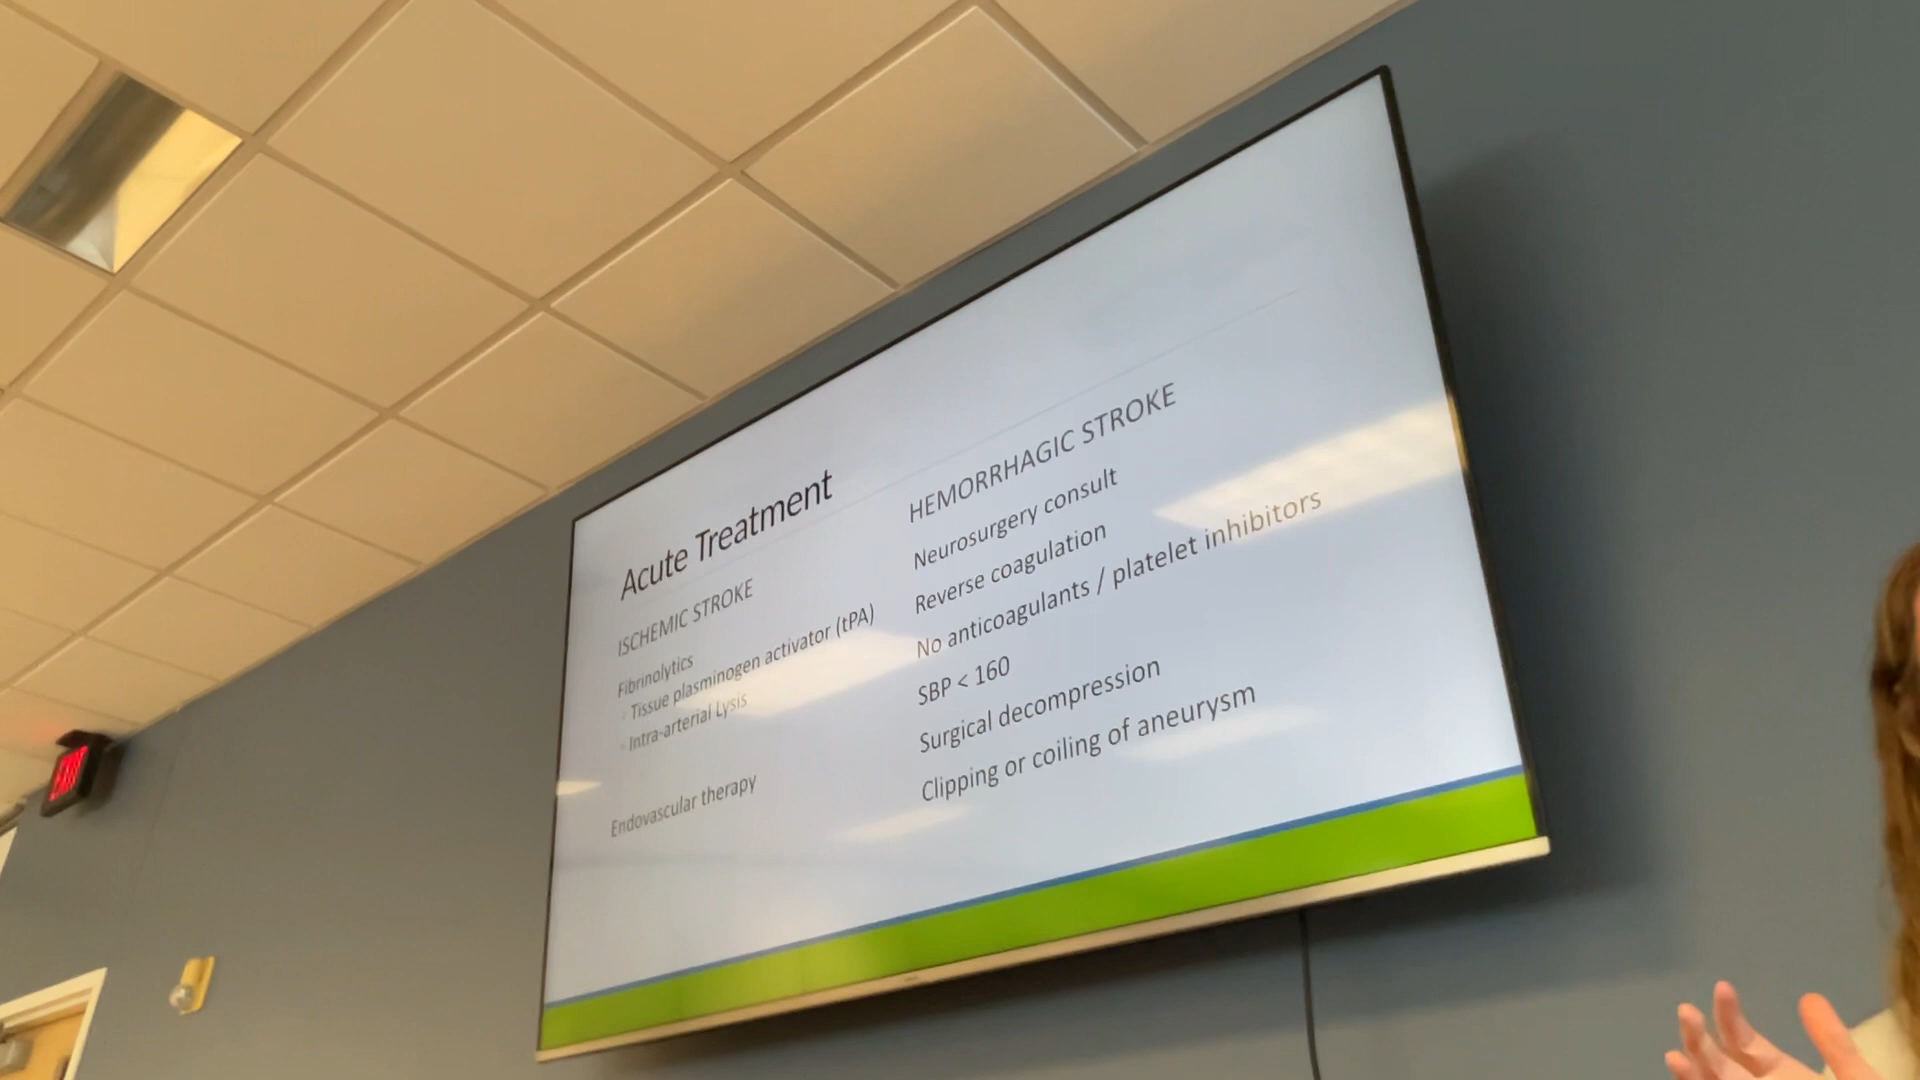 Acute Treatment
ISCHEMIC STROKE
Fibrinolytics
Tissue plasminogen activator (tPA)
Intra-arterial Lysis
Endovascular therapy
HEMORRHAGIC STROKE
Neurosurgery consult
Reverse coagulation
No anticoagulants / platelet inhibitors
SBP < 160
Surgical decompression
Clipping or coiling of aneurysm